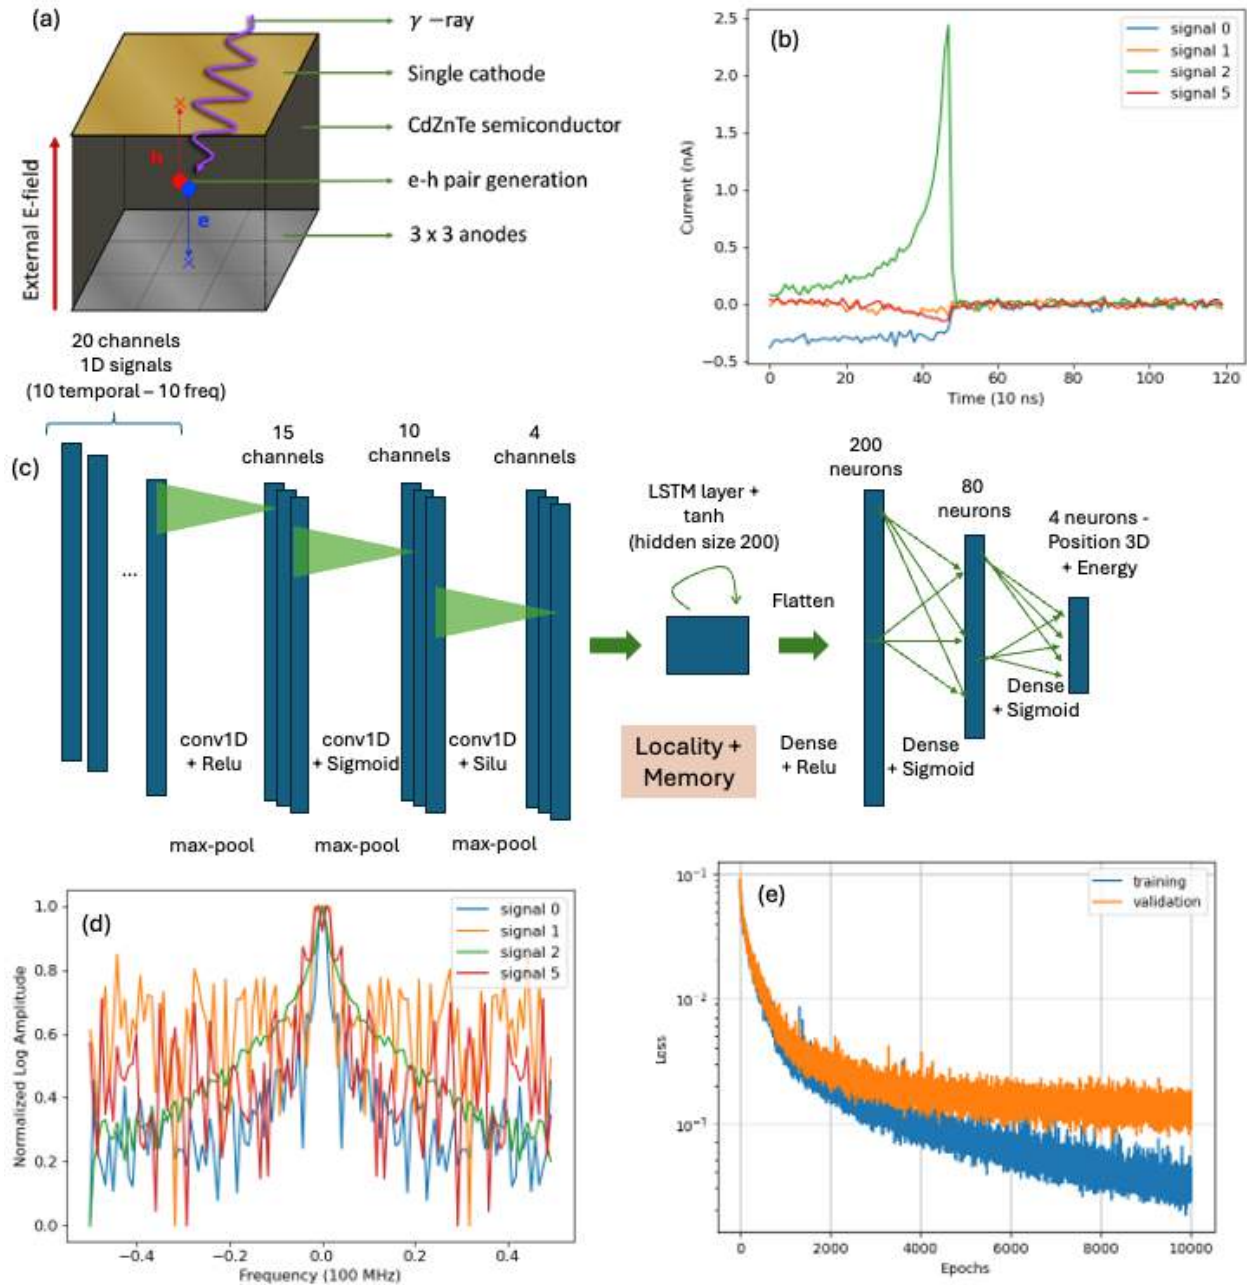 (a)
γ −ray
Single cathode
CdZnTe semiconductor
e-h pair generation
3 x 3 anodes
External E-field
h
e
(b)
signal 0
signal 1
signal 2
signal 5
2.5
2.0
1.5
1.0
0.5
0.0
−0.5
Current (nA)
0 20 40 60 80 100 120
Time (10 ns)
20 channels
1D signals
(10 temporal – 10 freq)
(c)
...
15
channels
10
channels
4
channels
conv1D
+ Relu
conv1D
+ Sigmoid
conv1D
+ Silu
max-pool
max-pool
max-pool
LSTM layer +
tanh
(hidden size 200)
Flatten
Locality +
Memory
200
neurons
80
neurons
4 neurons -
Position 3D
+ Energy
Dense
+ Relu
Dense
+ Sigmoid
Dense
+ Sigmoid
(d)
signal 0
signal 1
signal 2
signal 5
1.0
0.8
0.6
0.4
0.2
0.0
Normalized Log Amplitude
−0.4 −0.2 0.0 0.2 0.4
Frequency (100 MHz)
(e)
training
validation
10⁻¹
10⁻²
10⁻³
Loss
0 2000 4000 6000 8000 10000
Epochs